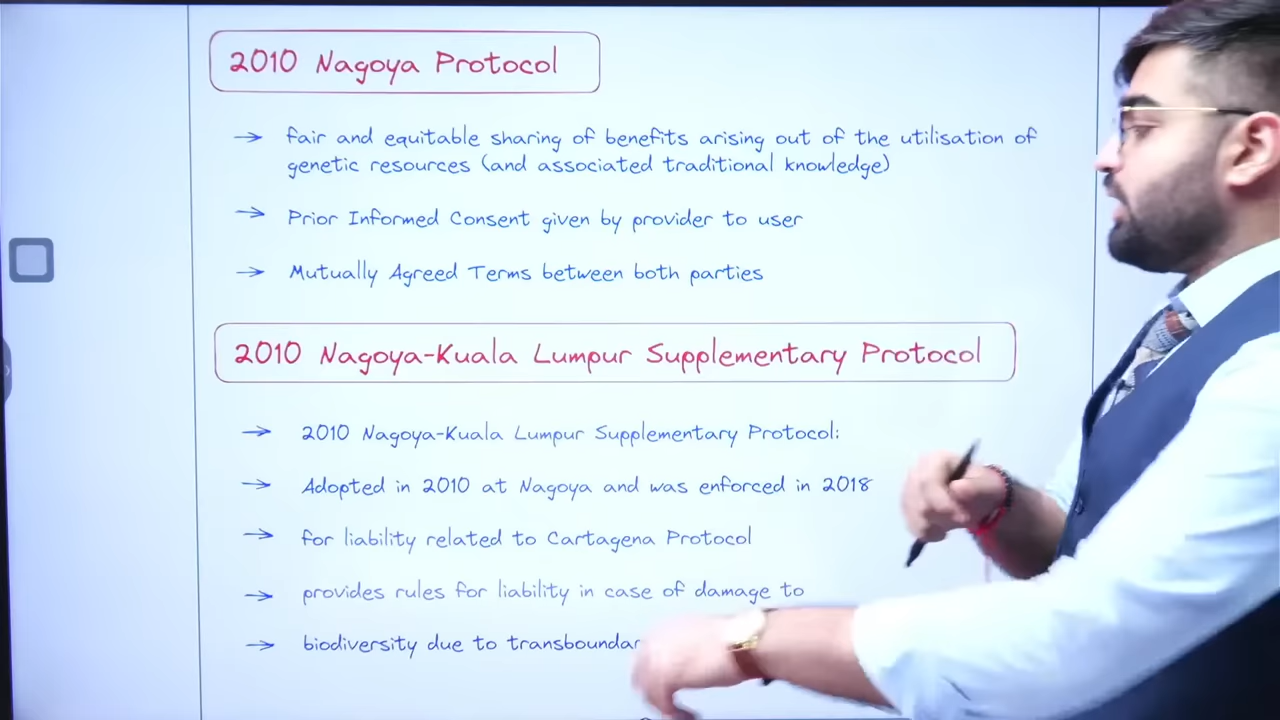 2010 Nagoya Protocol
→ fair and equitable sharing of benefits arising out of the utilisation of
genetic resources (and associated traditional knowledge)
→ Prior Informed Consent given by provider to user
→ Mutually Agreed Terms between both parties
2010 Nagoya-Kuala Lumpur Supplementary Protocol
→ 2010 Nagoya-Kuala Lumpur Supplementary Protocol:
→ Adopted in 2010 at Nagoya and was enforced in 2018
→ for liability related to Cartagena Protocol
→ provides rules for liability in case of damage to
→ biodiversity due to